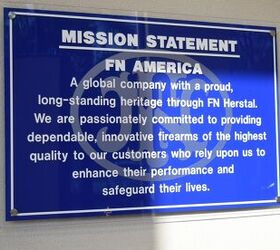 MISSION STATEMENT
FN AMERICA
A global company with a proud,
long-standing heritage through FN Herstal.
We are passionately committed to providing
dependable, innovative firearms of the highest
quality to our customers who rely upon us to
enhance their performance and
safeguard their lives.